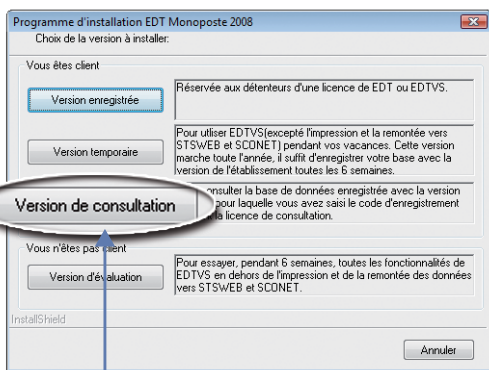 Programme d'installation EDT Monoposte 2008
Choix de la version à installer:
Vous êtes client
Version enregistrée
Réservée aux détenteurs d'une licence de EDT ou EDTVS.
Version temporaire
Pour utiliser EDTVS(excepté l'impression et la remontée vers
STSWEB et SCONET) pendant vos vacances. Cette version
marche toute l'année, il suffit d'enregistrer votre base avec la
version de l'établissement toutes les 6 semaines.
Version de consultation
consulter la base de données enregistrée avec la version
pour laquelle vous avez saisi le code d'enregistrement
la licence de consultation.
Vous n'êtes pas client
Version d'évaluation
Pour essayer, pendant 6 semaines, toutes les fonctionnalités de
EDTVS en dehors de l'impression et de la remontée des données
vers STSWEB et SCONET.
InstallShield
Annuler